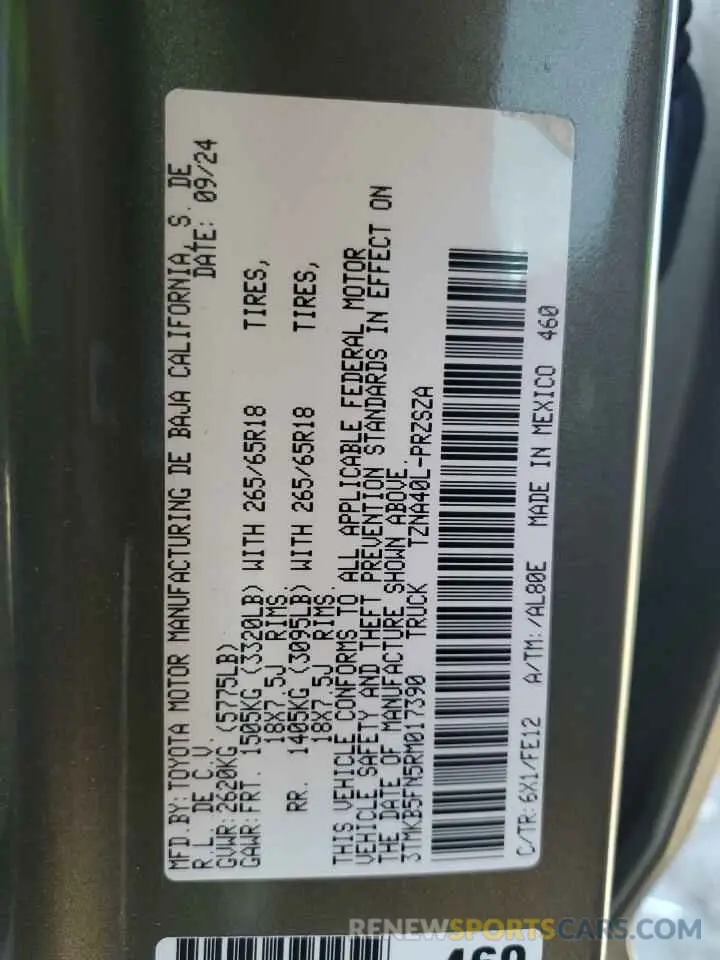 MFD.BY:TOYOTA MOTOR MANUFACTURING DE BAJA CALIFORNIA, S. DE
R.L. DE C.V. DATE: 09/24
GVWR:2620KG (5775LB)
GAWR:FRT. 1505KG (3320LB) WITH 265/65R18 TIRES,
18X7.5J RIMS.
RR. 1405KG (3095LB) WITH 265/65R18 TIRES,
18X7.5J RIMS.
THIS VEHICLE CONFORMS TO ALL APPLICABLE FEDERAL MOTOR
VEHICLE SAFETY AND THEFT PREVENTION STANDARDS IN EFFECT ON
THE DATE OF MANUFACTURE SHOWN ABOVE.
3TMKB5FN5RM017390 TRUCK TZNA40L-PRZSZA
C/TR:6X1/FE12 A/TM:/AL80E MADE IN MEXICO 460
460
RENEWSPORTSCARS.COM